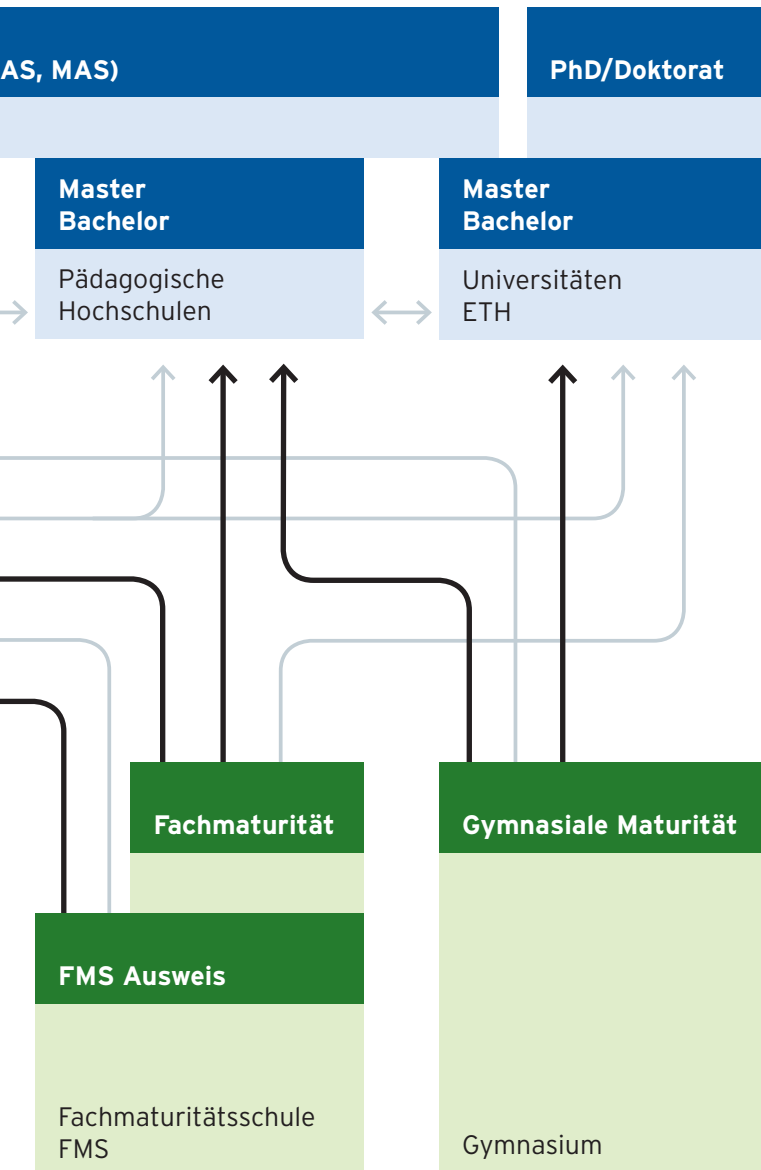 AS, MAS)
PhD/Doktorat
Master
Bachelor
Pädagogische
Hochschulen
Master
Bachelor
Universitäten
ETH
Fachmaturität
Gymnasiale Maturität
FMS Ausweis
Fachmaturitätsschule
FMS
Gymnasium